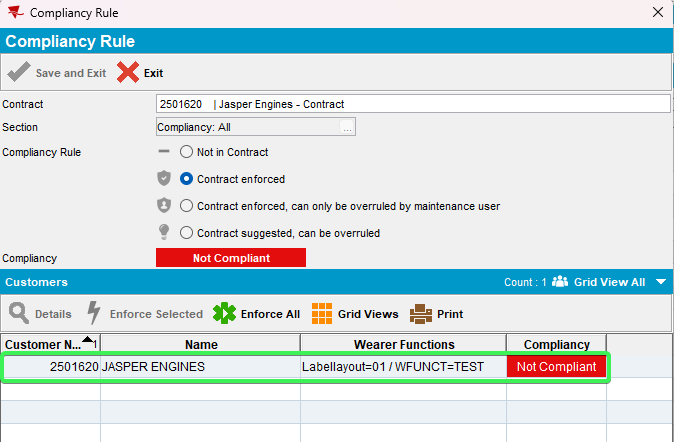 Compliancy Rule
Compliancy Rule
Save and Exit Exit
Contract 2501620 | Jasper Engines - Contract
Section Compliancy: All ...
Compliancy Rule Not in Contract
Contract enforced
Contract enforced, can only be overruled by maintenance user
Contract suggested, can be overruled
Compliancy Not Compliant
Customers Count : 1 Grid View All
Details Enforce Selected Enforce All Grid Views Print
Customer N... 1 Name Wearer Functions Compliancy
2501620 JASPER ENGINES Labellayout=01 / WFUNCT=TEST Not Compliant